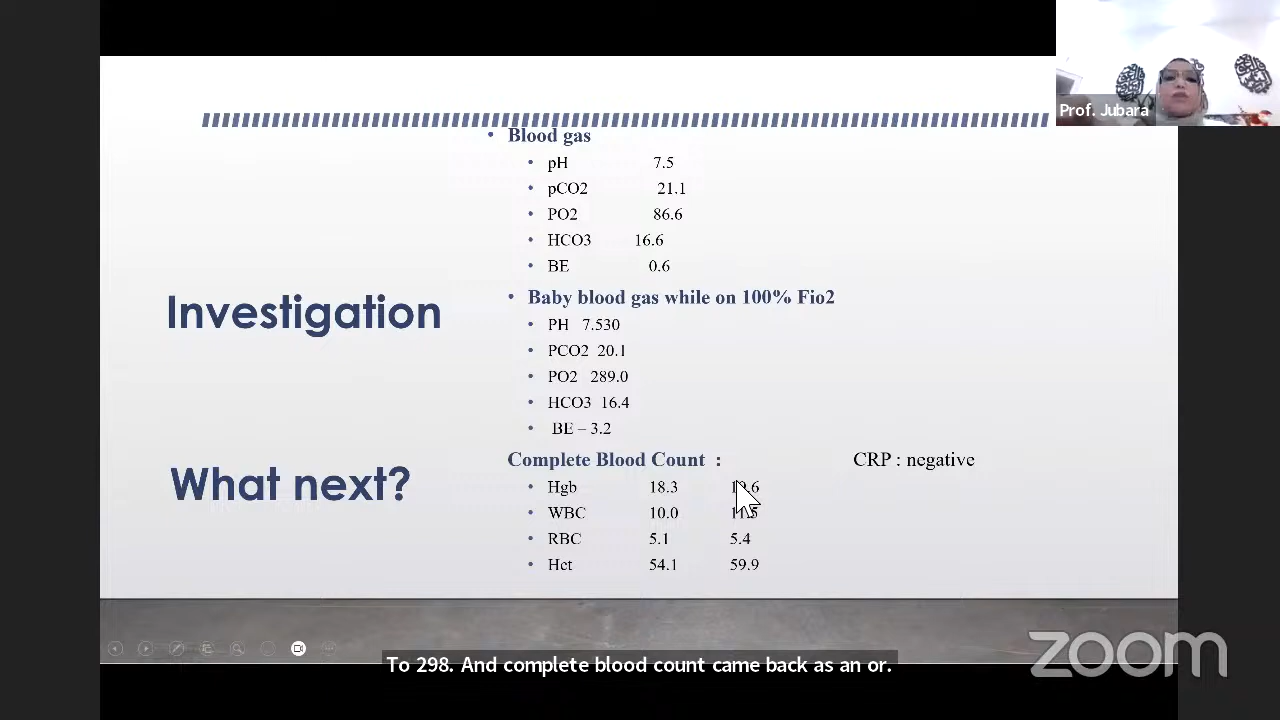 Prof. Jubara
• Blood gas
• pH 7.5
• pCO2 21.1
• PO2 86.6
• HCO3 16.6
• BE 0.6
Investigation
• Baby blood gas while on 100% Fio2
• PH 7.530
• PCO2 20.1
• PO2 289.0
• HCO3 16.4
• BE – 3.2
What next?
Complete Blood Count : CRP : negative
• Hgb 18.3
• WBC 10.0
• RBC 5.1 5.4
• Hct 54.1 59.9
To 298. And complete blood count came back as an or.
zoom